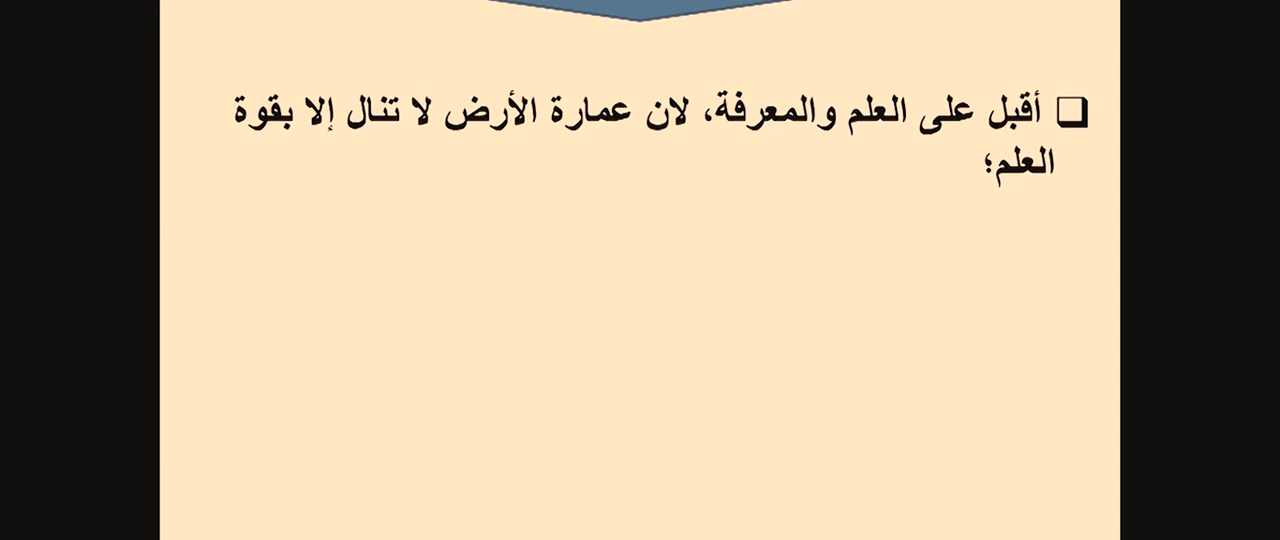 ❑ أقبل على العلم والمعرفة، لان عمارة الأرض لا تنال إلا بقوة
العلم؛